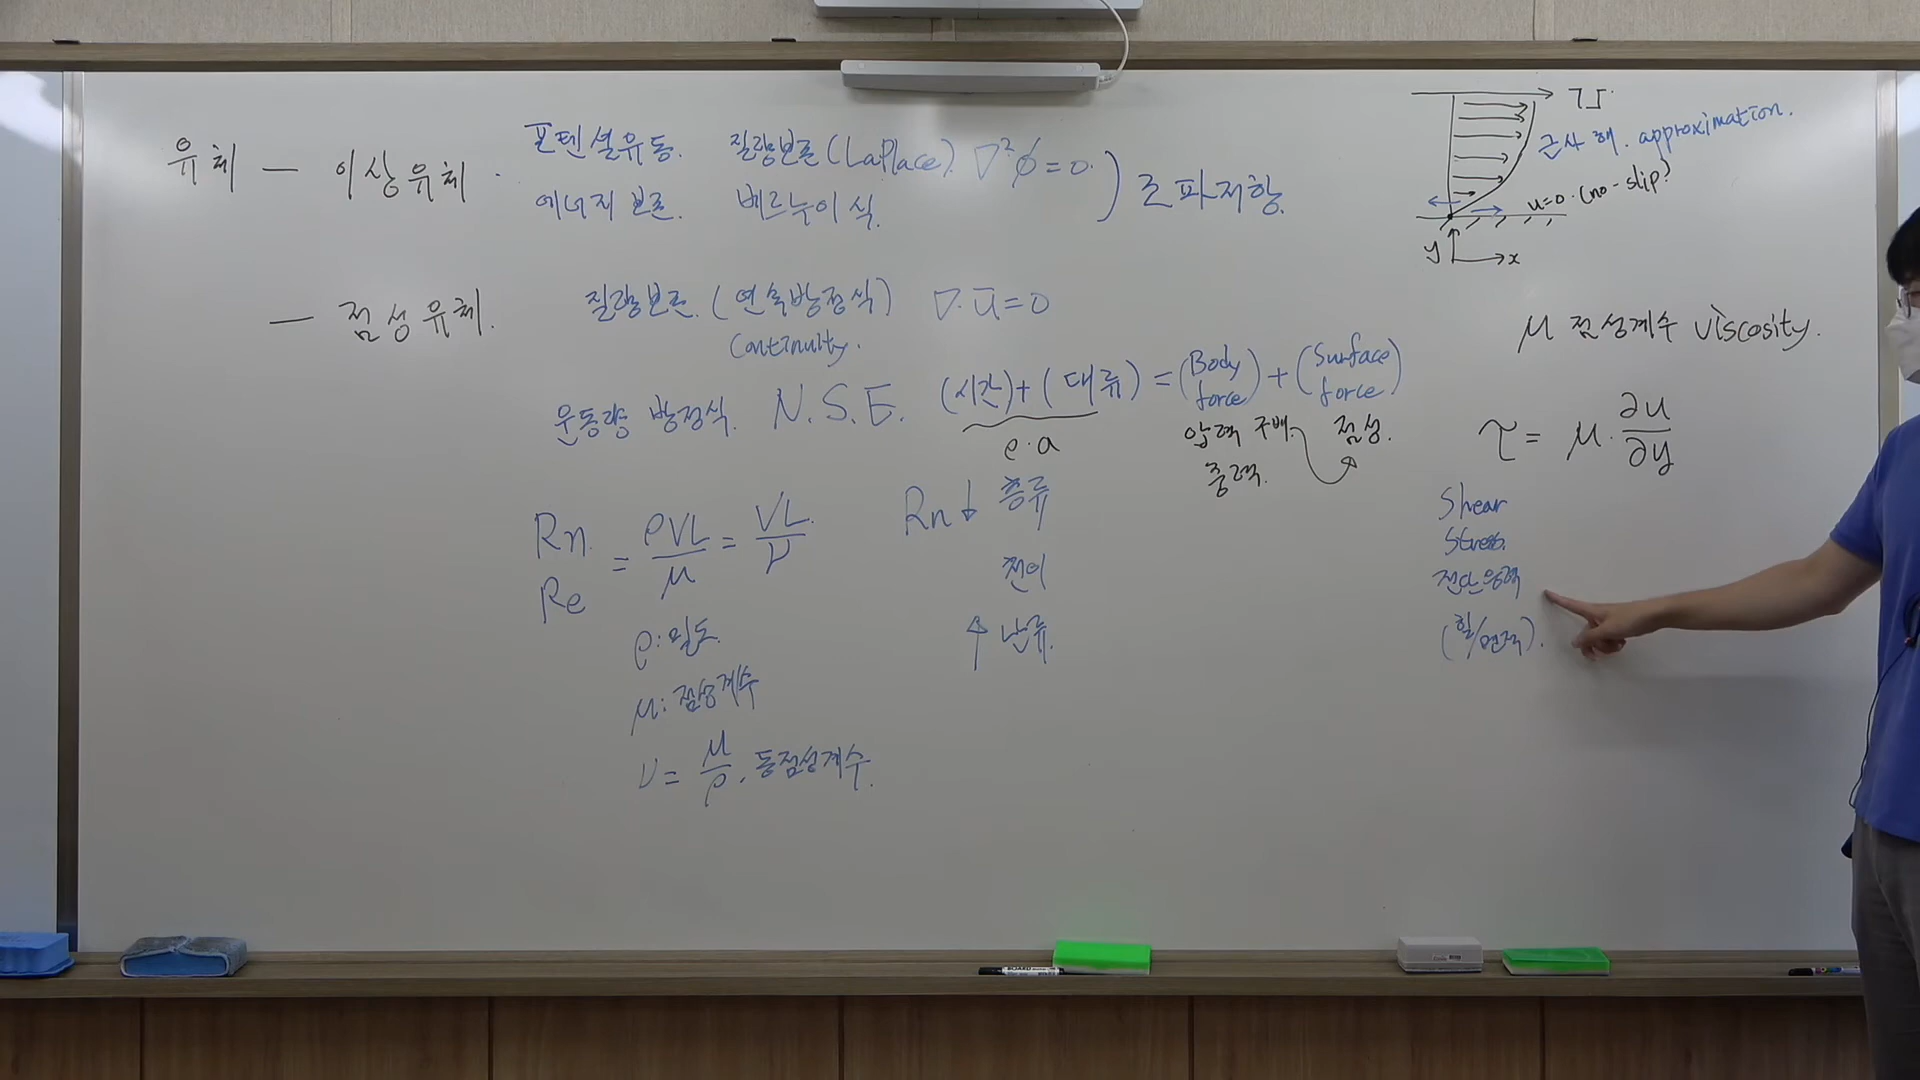 유체 — 이상유체 · 포텐셜유동. 질량보존 (LaPlace). ∇²φ=0.
에너지 보존. 베르누이 식. ) 조파저항.
— 점성유체. 질량보존. (연속방정식) ∇·ū=0
Continuity.
운동량 방정식. N.S.E. (시간)+(대류) = (Body force) + (Surface force)
ρ·a 압력 구배. 점성.
중력.
Rn. Re = ρVL/μ = VL/ν.
ρ: 밀도.
μ: 점성계수
ν = μ/ρ. 동점성계수.
Rn↓ 층류
천이
↑ 난류.
근사 해. approximation.
u=0. (no-slip)
y x
μ 점성계수 viscosity.
τ = μ· ∂u/∂y
Shear
Stress.
전단응력
(힘/면적).
BOARD